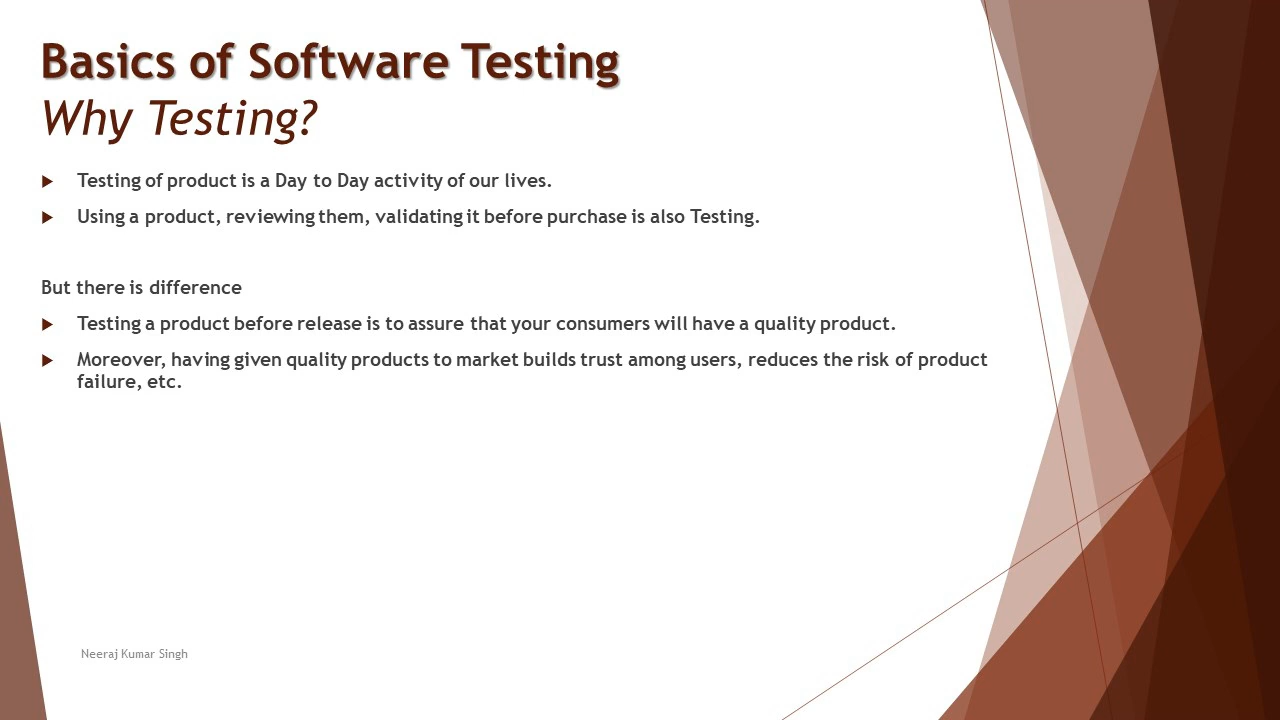 Basics of Software Testing
Why Testing?
Testing of product is a Day to Day activity of our lives.
Using a product, reviewing them, validating it before purchase is also Testing.
But there is difference
Testing a product before release is to assure that your consumers will have a quality product.
Moreover, having given quality products to market builds trust among users, reduces the risk of product
failure, etc.
Neeraj Kumar Singh